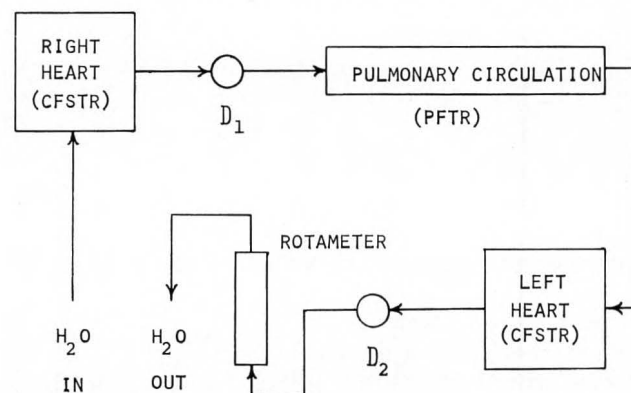 RIGHT
HEART
(CFSTR)
D1
PULMONARY CIRCULATION
(PFTR)
ROTAMETER
LEFT
HEART
(CFSTR)
D2
H2O
IN
H2O
OUT